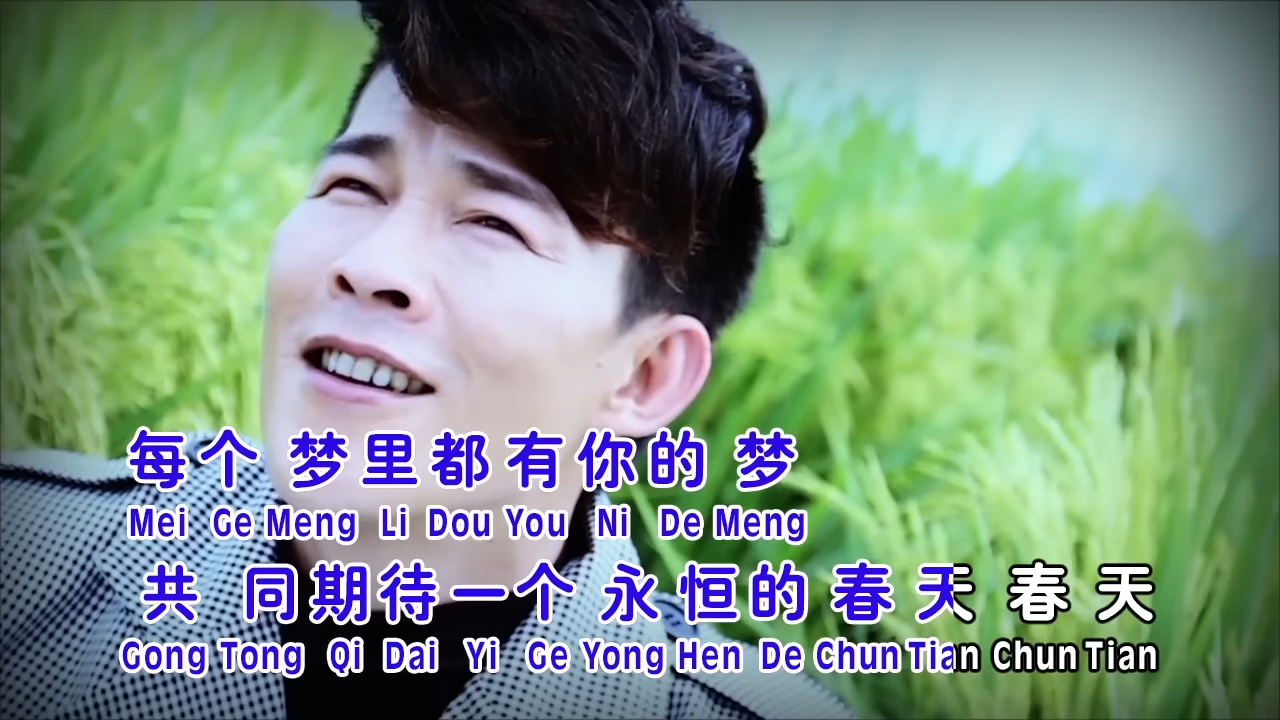 每个 梦里都有你的 梦
Mei Ge Meng Li Dou You Ni De Meng
共 同期待一个 永恒的 春天 春天
Gong Tong Qi Dai Yi Ge Yong Hen De Chun Tian Chun Tian